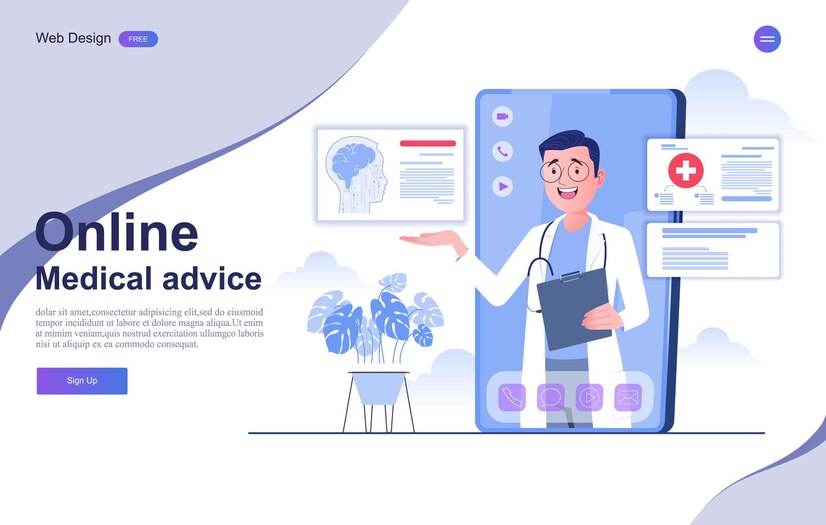 Web Design FREE
Online
Medical advice
dolor sit amet,consectetur adipisicing elit,sed do eiusmod
tempor incididunt ut labore et dolore magna aliqua.Ut enim
at mimim veniam,quis nostrud exercitation ullumgco laboris
nisi ut aliquip ex ea commodo consequat.
Sign Up